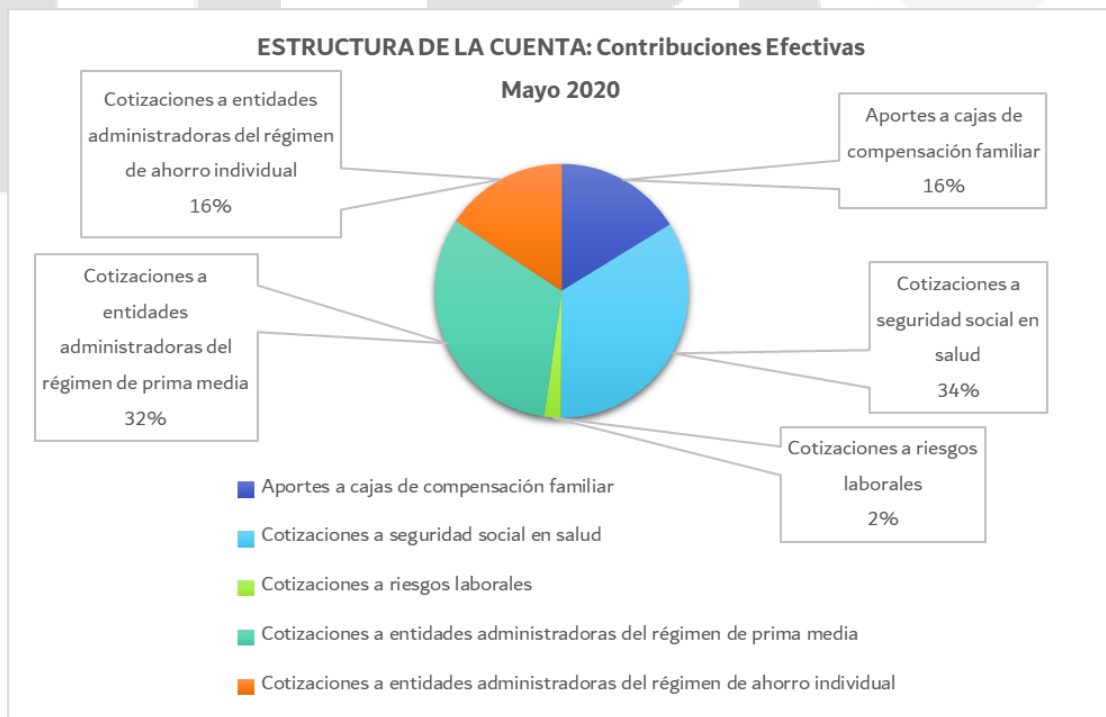 ESTRUCTURA DE LA CUENTA: Contribuciones Efectivas
Mayo 2020
Cotizaciones a entidades
administradoras del régimen
de ahorro individual
16%
Aportes a cajas de
compensación familiar
16%
Cotizaciones a
entidades
administradoras del
régimen de prima media
32%
Cotizaciones a
seguridad social en
salud
34%
Cotizaciones a riesgos
laborales
2%
Aportes a cajas de compensación familiar
Cotizaciones a seguridad social en salud
Cotizaciones a riesgos laborales
Cotizaciones a entidades administradoras del régimen de prima media
Cotizaciones a entidades administradoras del régimen de ahorro individual